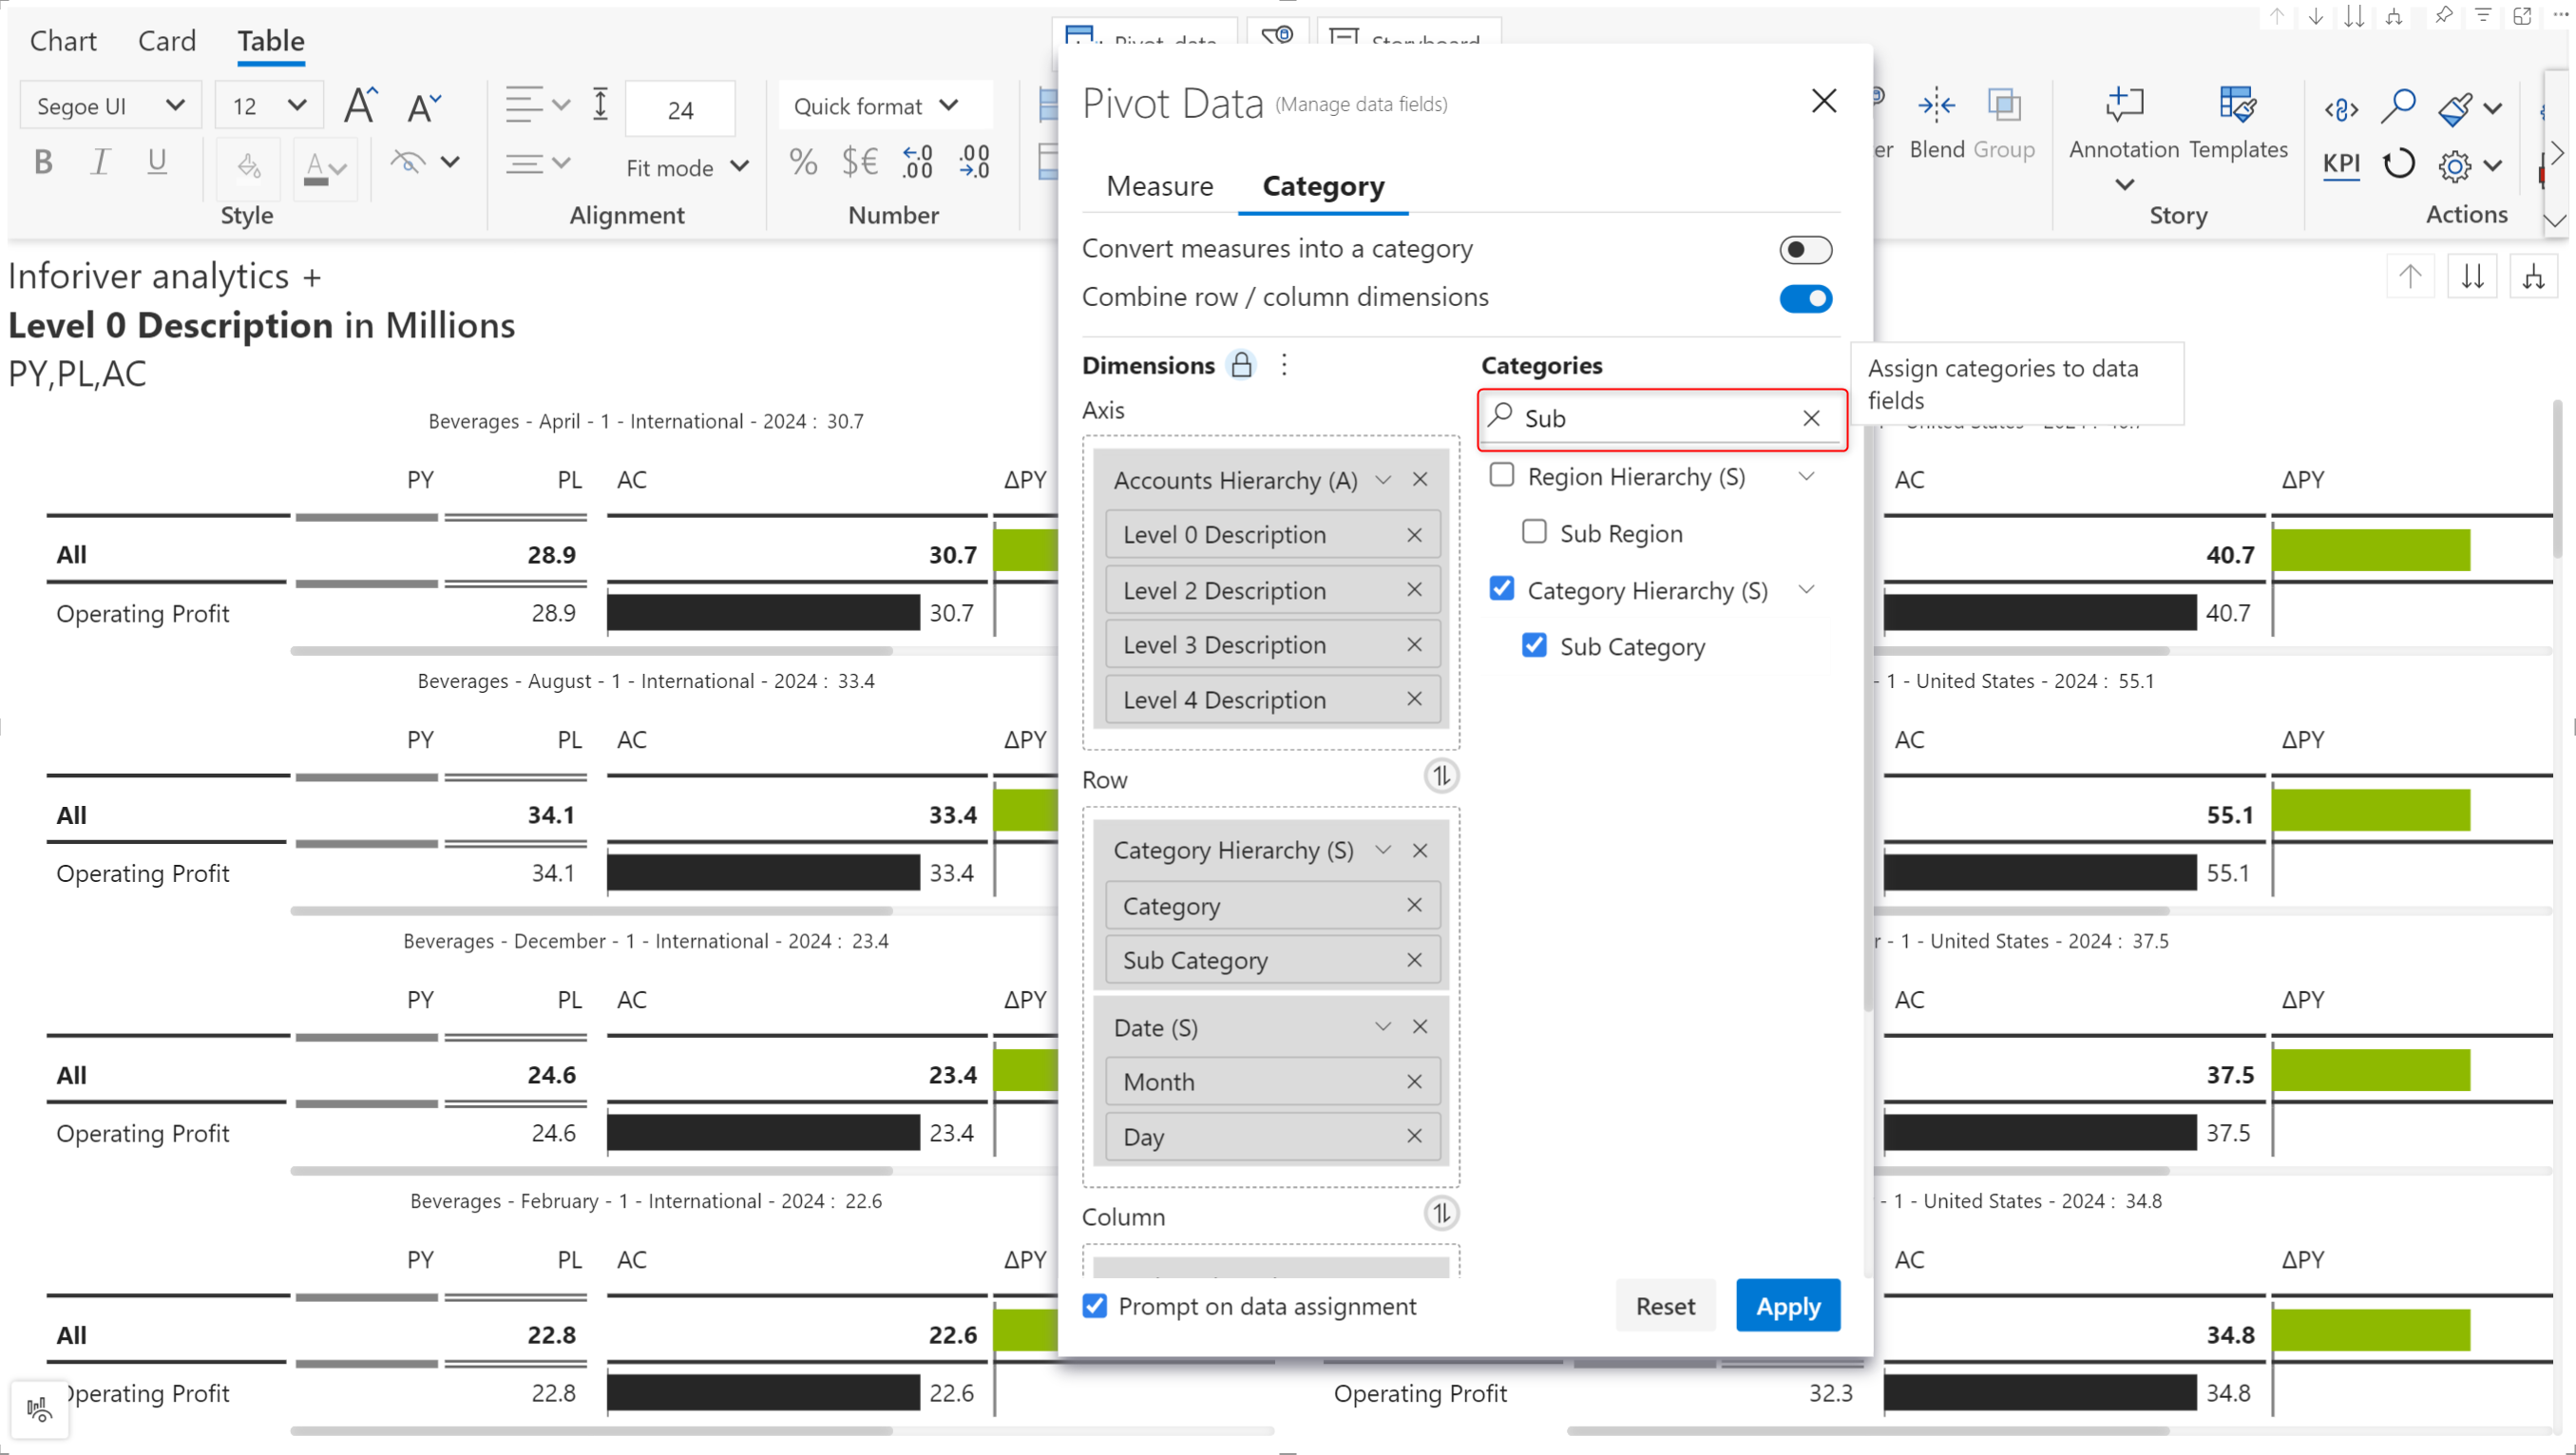 Chart Card Table
Pivot data Storyboard
Segoe UI 12 A A 24 Quick format
B I U A Fit mode % $€ .0 .00 .00 .0
Style Alignment Number
Blend Group Annotation Templates KPI
Story Actions
Inforiver analytics +
Level 0 Description in Millions
PY,PL,AC
Beverages - April - 1 - International - 2024 : 30.7
PY PL AC ΔPY
All 28.9 30.7
Operating Profit 28.9 30.7
Beverages - August - 1 - International - 2024 : 33.4
PY PL AC ΔPY
All 34.1 33.4
Operating Profit 34.1 33.4
Beverages - December - 1 - International - 2024 : 23.4
PY PL AC ΔPY
All 24.6 23.4
Operating Profit 24.6 23.4
Beverages - February - 1 - International - 2024 : 22.6
PY PL AC ΔPY
All 22.8 22.6
Operating Profit 22.8 22.6
Pivot Data (Manage data fields)
Measure Category
Convert measures into a category
Combine row / column dimensions
Dimensions
Axis
Accounts Hierarchy (A)
Level 0 Description
Level 2 Description
Level 3 Description
Level 4 Description
Row
Category Hierarchy (S)
Category
Sub Category
Date (S)
Month
Day
Column
Categories
Sub
Region Hierarchy (S)
Sub Region
Category Hierarchy (S)
Sub Category
Prompt on data assignment
Reset Apply
Assign categories to data
fields
AC ΔPY
40.7
40.7
- 1 - United States - 2024 : 55.1
AC ΔPY
55.1
55.1
- 1 - United States - 2024 : 37.5
AC ΔPY
37.5
37.5
- 1 - United States - 2024 : 34.8
AC ΔPY
34.8
Operating Profit 32.3 34.8